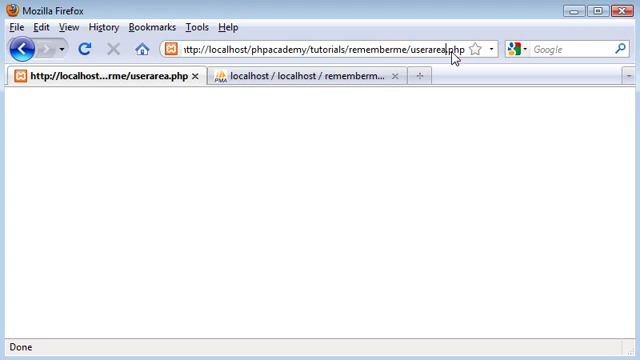 Mozilla Firefox
File Edit View History Bookmarks Tools Help
ttp://localhost/phpacademy/tutorials/rememberme/userarea.php Google
http://localhost...rme/userarea.php PMA localhost / localhost / rememberm...
Done